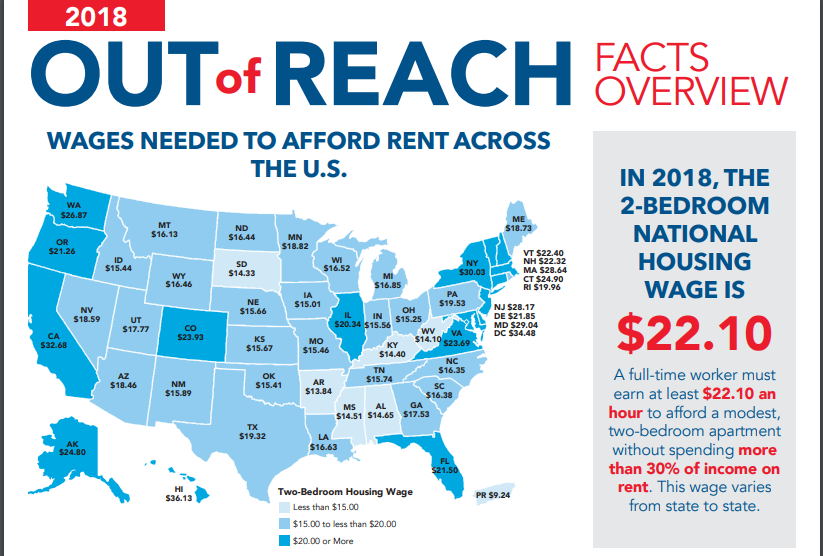 2018
OUT of REACH
FACTS
OVERVIEW
WAGES NEEDED TO AFFORD RENT ACROSS
THE U.S.
WA
$26.87
OR
$21.26
CA
$32.68
NV
$18.59
ID
$15.44
MT
$16.13
WY
$16.46
UT
$17.77
CO
$23.93
AZ
$18.46
NM
$15.89
ND
$16.44
SD
$14.33
NE
$15.66
KS
$15.67
OK
$15.41
TX
$19.32
MN
$18.82
IA
$15.01
MO
$15.46
AR
$13.84
LA
$16.63
WI
$16.52
IL
$20.34
MI
$16.85
IN
$15.56
OH
$15.25
KY
$14.40
TN
$15.74
MS
$14.51
AL
$14.65
GA
$17.53
FL
$21.50
SC
$16.38
NC
$16.35
VA
$23.69
WV
$14.10
PA
$19.53
NY
$30.03
ME
$18.73
VT $22.40
NH $22.32
MA $28.64
CT $24.90
RI $19.96
NJ $28.17
DE $21.85
MD $29.04
DC $34.48
AK
$24.80
HI
$36.13
PR $9.24
Two-Bedroom Housing Wage
Less than $15.00
$15.00 to less than $20.00
$20.00 or More
IN 2018, THE
2-BEDROOM
NATIONAL
HOUSING
WAGE IS
$22.10
A full-time worker must
earn at least $22.10 an
hour to afford a modest,
two-bedroom apartment
without spending more
than 30% of income on
rent. This wage varies
from state to state.